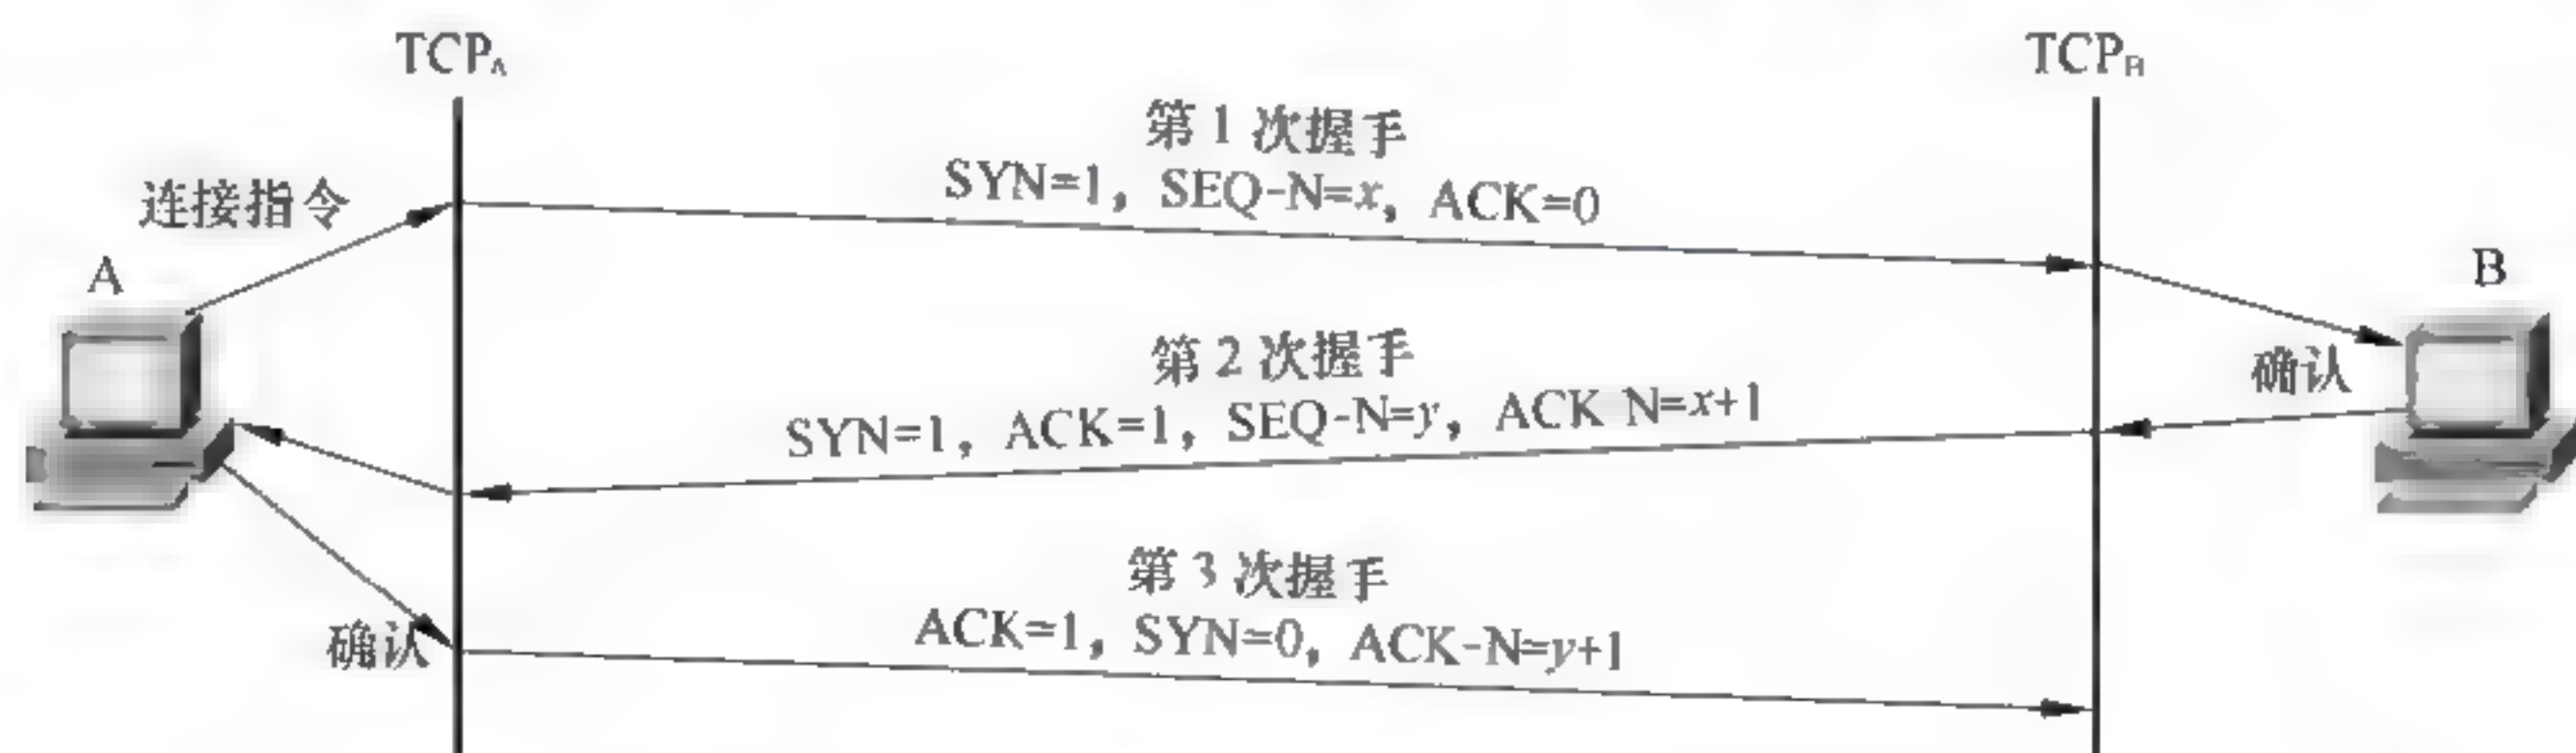 TCPA
TCPB
第 1 次握手
SYN=1, SEQ-N=x, ACK=0
连接指令
A
B
第 2 次握手
SYN=1, ACK=1, SEQ-N=y, ACK N=x+1
确认
第 3 次握手
ACK=1, SYN=0, ACK-N=y+1
确认